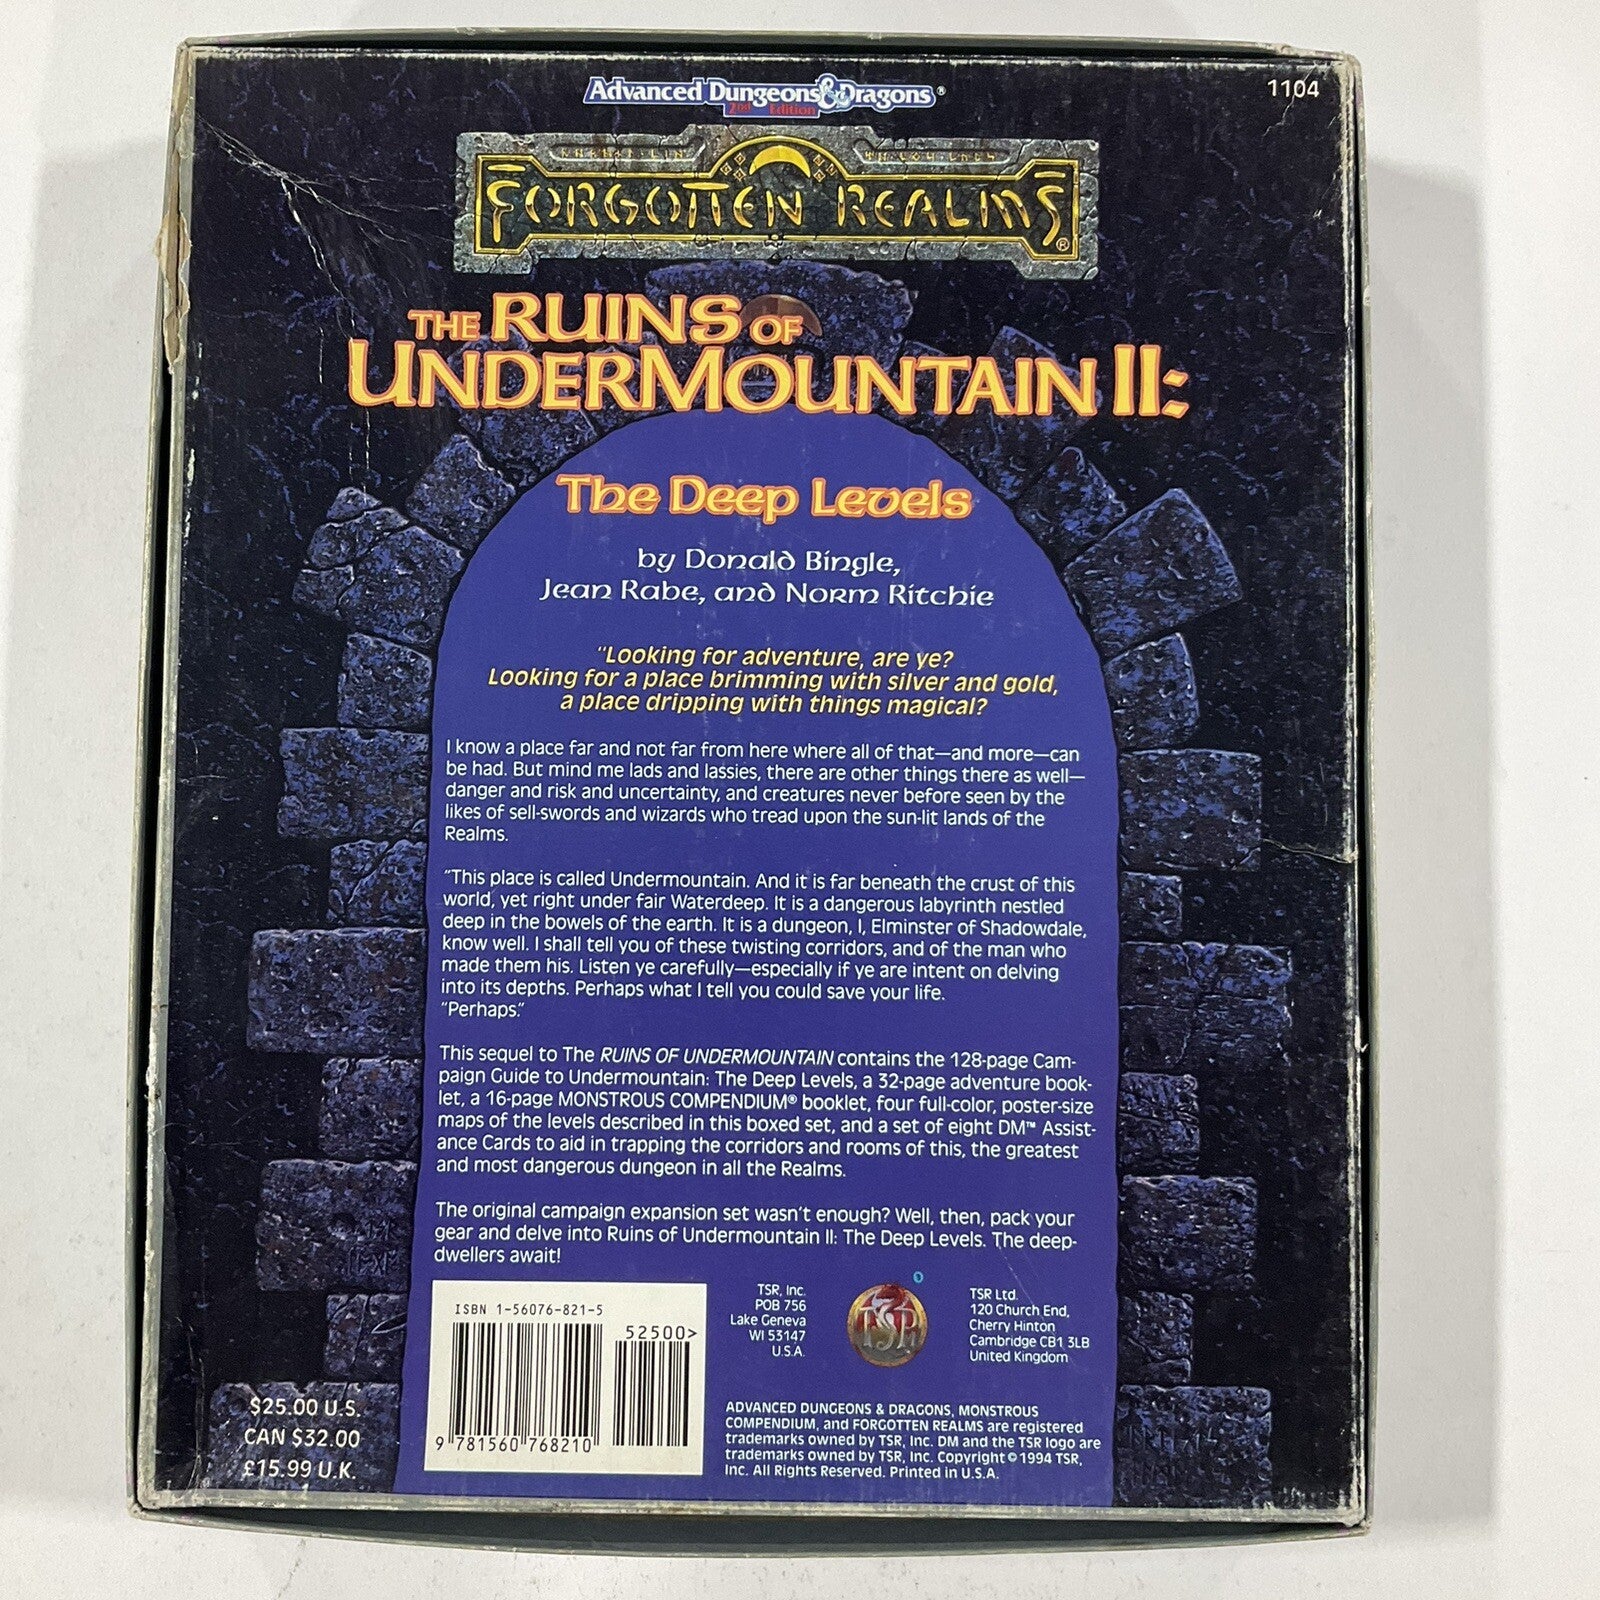 Advanced Dungeons & Dragons®
2nd Edition
1104
FORGOTTEN REALMS®
THE RUINS OF
UNDERMOUNTAIN II:
The Deep Levels
by Donald Bingle,
Jean Rabe, and Norm Ritchie
"Looking for adventure, are ye?
Looking for a place brimming with silver and gold,
a place dripping with things magical?
I know a place far and not far from here where all of that—and more—can
be had. But mind me lads and lassies, there are other things there as well—
danger and risk and uncertainty, and creatures never before seen by the
likes of sell-swords and wizards who tread upon the sun-lit lands of the
Realms.
"This place is called Undermountain. And it is far beneath the crust of this
world, yet right under fair Waterdeep. It is a dangerous labyrinth nestled
deep in the bowels of the earth. It is a dungeon, I, Elminster of Shadowdale,
know well. I shall tell you of these twisting corridors, and of the man who
made them his. Listen ye carefully—especially if ye are intent on delving
into its depths. Perhaps what I tell you could save your life.
"Perhaps."
This sequel to The RUINS OF UNDERMOUNTAIN contains the 128-page Cam-
paign Guide to Undermountain: The Deep Levels, a 32-page adventure book-
let, a 16-page MONSTROUS COMPENDIUM® booklet, four full-color, poster-size
maps of the levels described in this boxed set, and a set of eight DM™ Assist-
ance Cards to aid in trapping the corridors and rooms of this, the greatest
and most dangerous dungeon in all the Realms.
The original campaign expansion set wasn't enough? Well, then, pack your
gear and delve into Ruins of Undermountain II: The Deep Levels. The deep-
dwellers await!
ISBN 1-56076-821-5
52500>
9 781560 768210
TSR, Inc.
POB 756
Lake Geneva
WI 53147
U.S.A.
TSR
TSR Ltd.
120 Church End,
Cherry Hinton
Cambridge CB1 3LB
United Kingdom
$25.00 U.S.
CAN $32.00
£15.99 U.K.
ADVANCED DUNGEONS & DRAGONS, MONSTROUS
COMPENDIUM, and FORGOTTEN REALMS are registered
trademarks owned by TSR, Inc. DM and the TSR logo are
trademarks owned by TSR, Inc. Copyright © 1994 TSR,
Inc. All Rights Reserved. Printed in U.S.A.